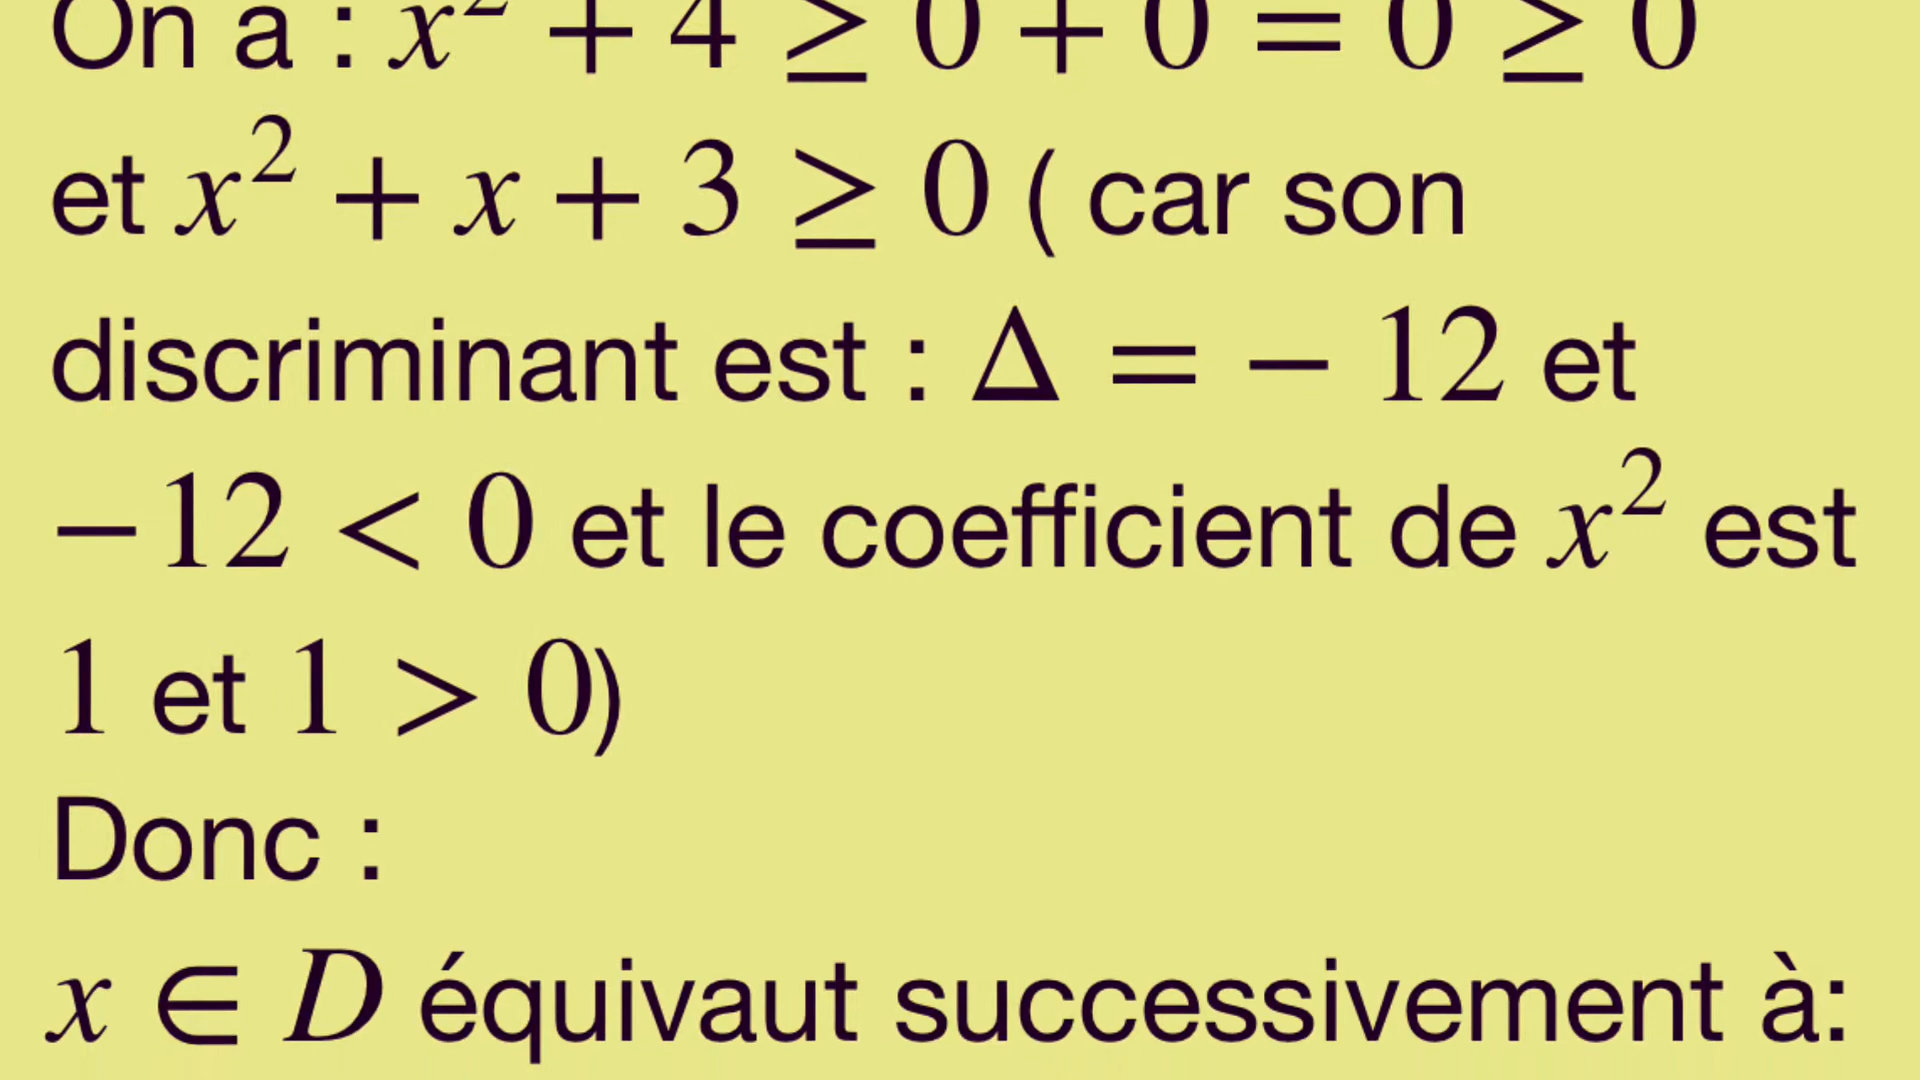 On a : x² + 4 ≥ 0 + 0 = 0 ≥ 0
et x² + x + 3 ≥ 0 ( car son
discriminant est : Δ = − 12 et
−12 < 0 et le coefficient de x² est
1 et 1 > 0)
Donc :
x ∈ D équivaut successivement à: